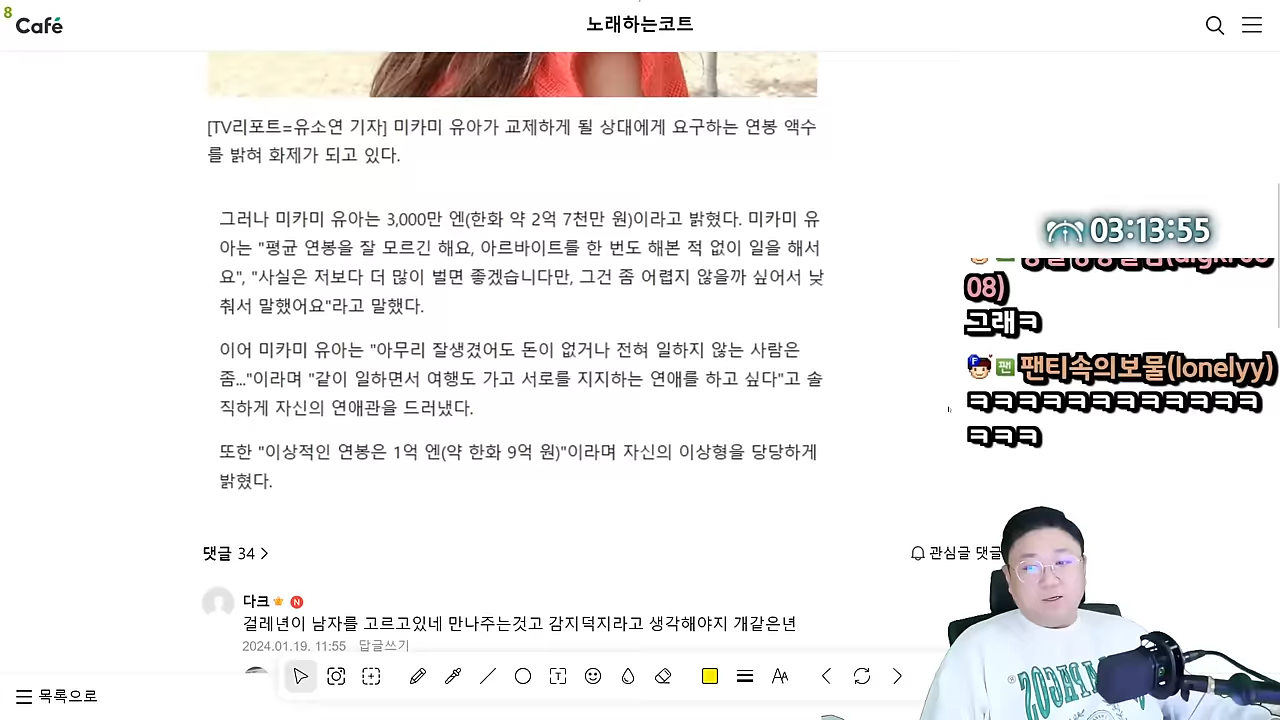 8
Café
노래하는코트
[TV리포트=유소연 기자] 미카미 유아가 교제하게 될 상대에게 요구하는 연봉 액수
를 밝혀 화제가 되고 있다.
그러나 미카미 유아는 3,000만 엔(한화 약 2억 7천만 원)이라고 밝혔다. 미카미 유
아는 "평균 연봉을 잘 모르긴 해요, 아르바이트를 한 번도 해본 적 없이 일을 해서
요", "사실은 저보다 더 많이 벌면 좋겠습니다만, 그건 좀 어렵지 않을까 싶어서 낮
춰서 말했어요"라고 말했다.
이어 미카미 유아는 "아무리 잘생겼어도 돈이 없거나 전혀 일하지 않는 사람은
좀..."이라며 "같이 일하면서 여행도 가고 서로를 지지하는 연애를 하고 싶다"고 솔
직하게 자신의 연애관을 드러냈다.
또한 "이상적인 연봉은 1억 엔(약 한화 9억 원)"이라며 자신의 이상형을 당당하게
밝혔다.
03:13:55
08)
그래ㅋ
팬 팬티속의보물(lonelyy)
ㅋㅋㅋㅋㅋㅋㅋㅋㅋㅋㅋㅋ
ㅋㅋㅋ
댓글 34
관심글 댓글
다크 N
걸레년이 남자를 고르고있네 만나주는것고 감지덕지라고 생각해야지 개같은년
2024.01.19. 11:55 답글쓰기
목록으로